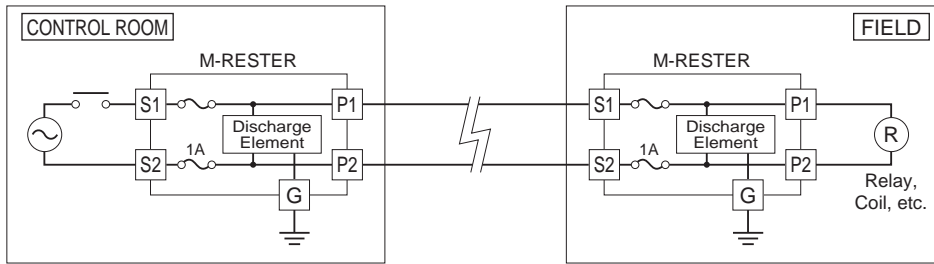 CONTROL ROOM
M-RESTER
S1
P1
Discharge
Element
1A
S2
P2
G
FIELD
M-RESTER
S1
P1
Discharge
Element
R
1A
S2
P2
G
Relay,
Coil, etc.